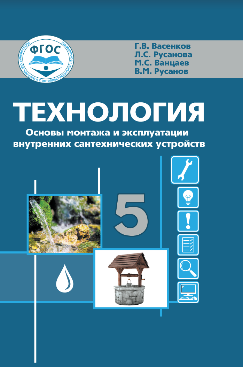 ФГОС
Г.В. Васенков
Л.С. Русанова
М.С. Ванцаев
В.М. Русанов
ТЕХНОЛОГИЯ
Основы монтажа и эксплуатации
внутренних сантехнических устройств
5